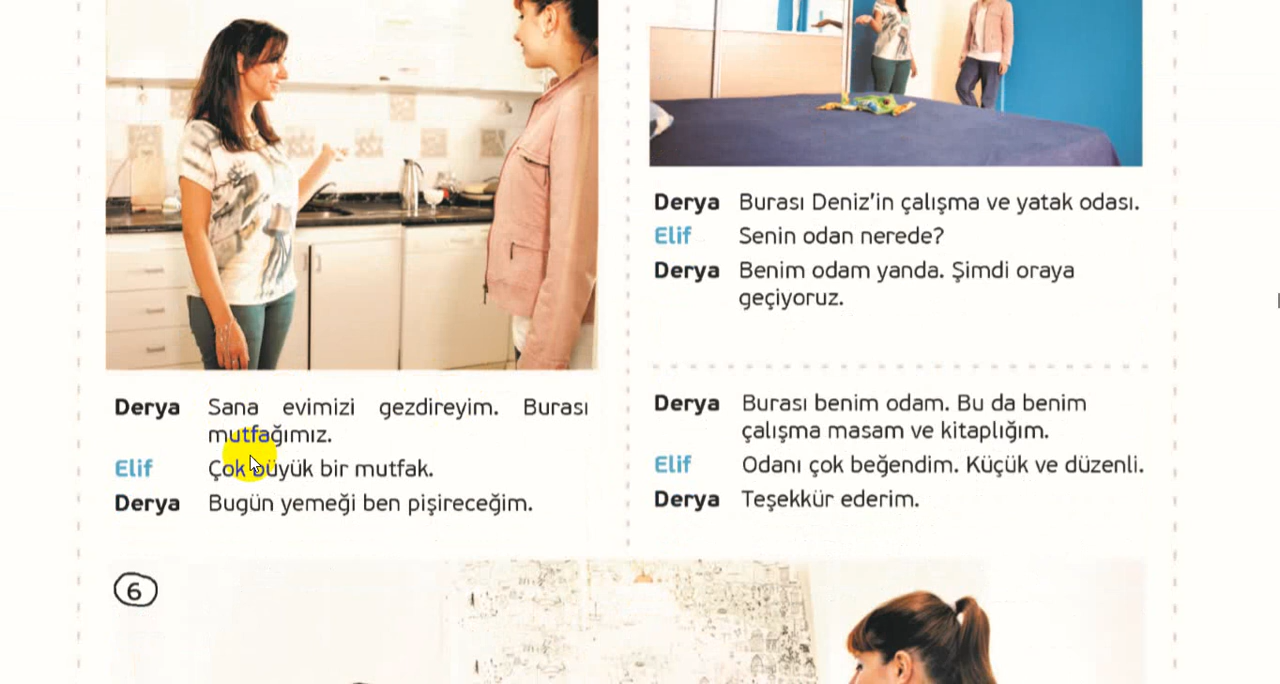 Derya Sana evimizi gezdireyim. Burası
mutfağımız.
Elif Çok büyük bir mutfak.
Derya Bugün yemeği ben pişireceğim.
Derya Burası Deniz'in çalışma ve yatak odası.
Elif Senin odan nerede?
Derya Benim odam yanda. Şimdi oraya
geçiyoruz.
Derya Burası benim odam. Bu da benim
çalışma masam ve kitaplığım.
Elif Odanı çok beğendim. Küçük ve düzenli.
Derya Teşekkür ederim.
6